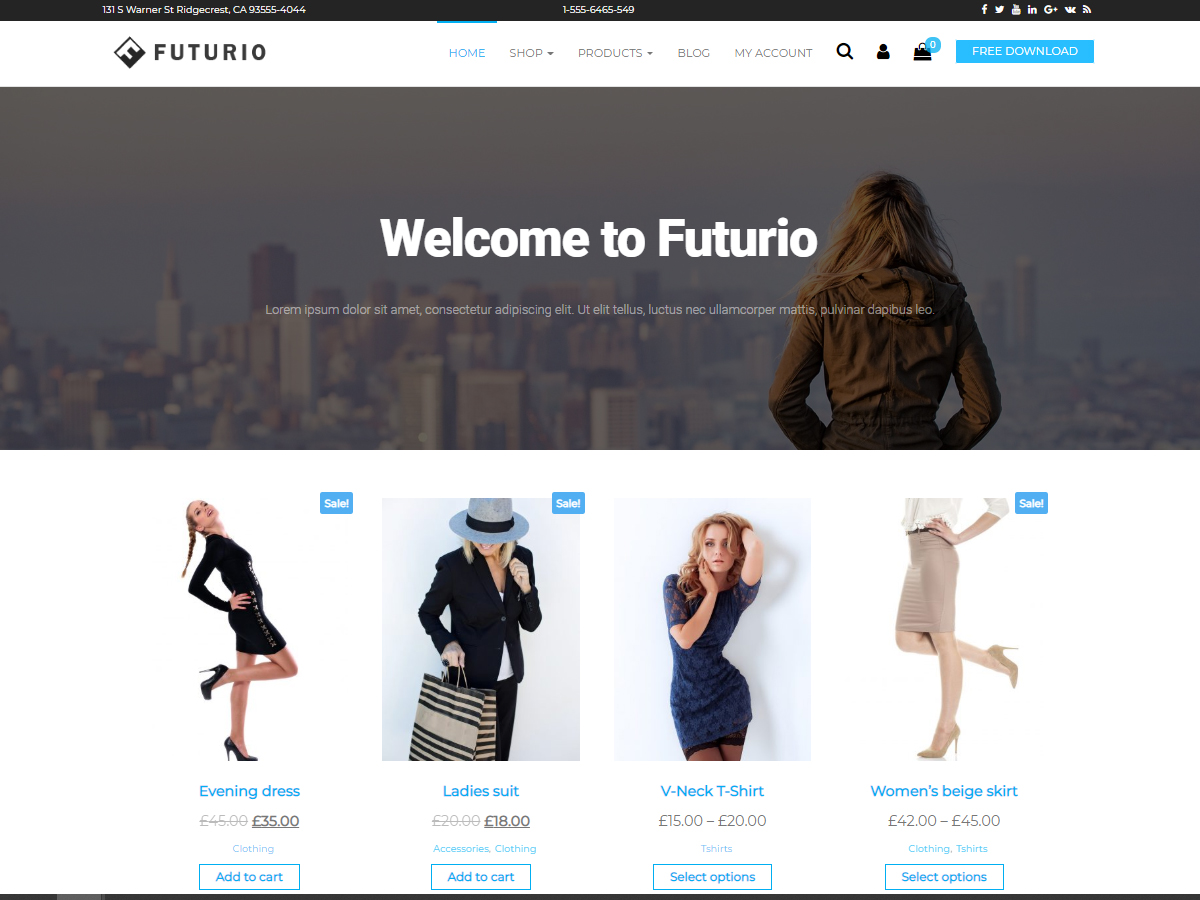 131 S Warner St Ridgecrest, CA 93555-4044
1-555-6465-549
FUTURIO
HOME
SHOP
PRODUCTS
BLOG
MY ACCOUNT
0
FREE DOWNLOAD
Welcome to Futurio
Lorem ipsum dolor sit amet, consectetur adipiscing elit. Ut elit tellus, luctus nec ullamcorper mattis, pulvinar dapibus leo.
Sale!
Sale!
Sale!
Evening dress
£45.00 £35.00
Clothing
Add to cart
Ladies suit
£20.00 £18.00
Accessories, Clothing
Add to cart
V-Neck T-Shirt
£15.00 – £20.00
Tshirts
Select options
Women’s beige skirt
£42.00 – £45.00
Clothing, Tshirts
Select options